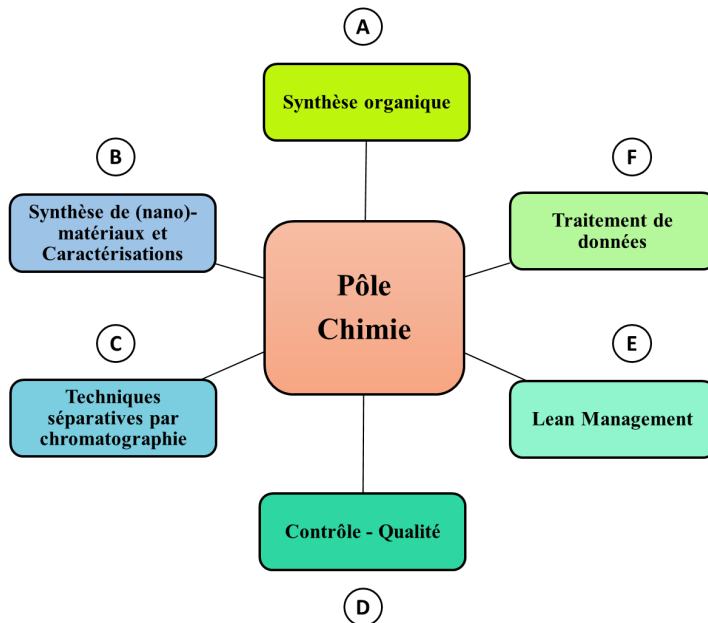 A
Synthèse organique
B
Synthèse de (nano)-
matériaux et
Caractérisations
F
Traitement de
données
Pôle
Chimie
C
Techniques
séparatives par
chromatographie
E
Lean Management
Contrôle - Qualité
D